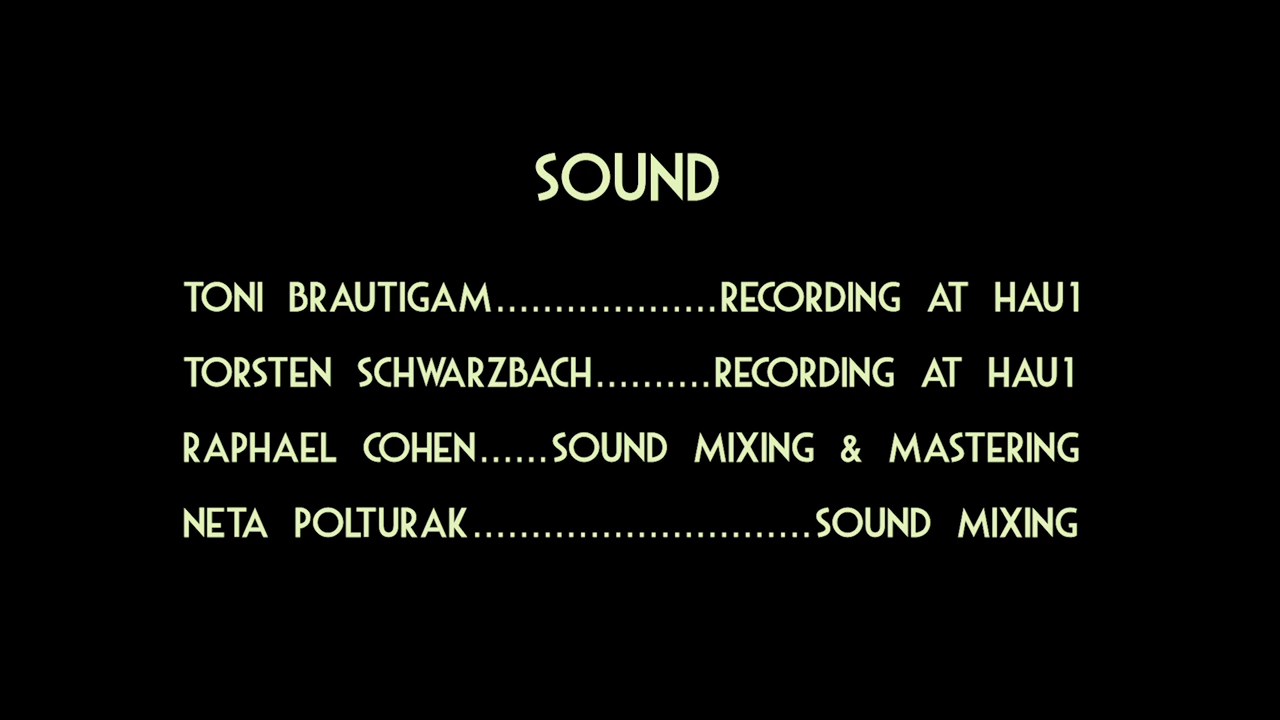 SOUND
TONI BRAUTIGAM...................RECORDING AT HAU1
TORSTEN SCHWARZBACH..........RECORDING AT HAU1
RAPHAEL COHEN......SOUND MIXING & MASTERING
NETA POLTURAK.............................SOUND MIXING